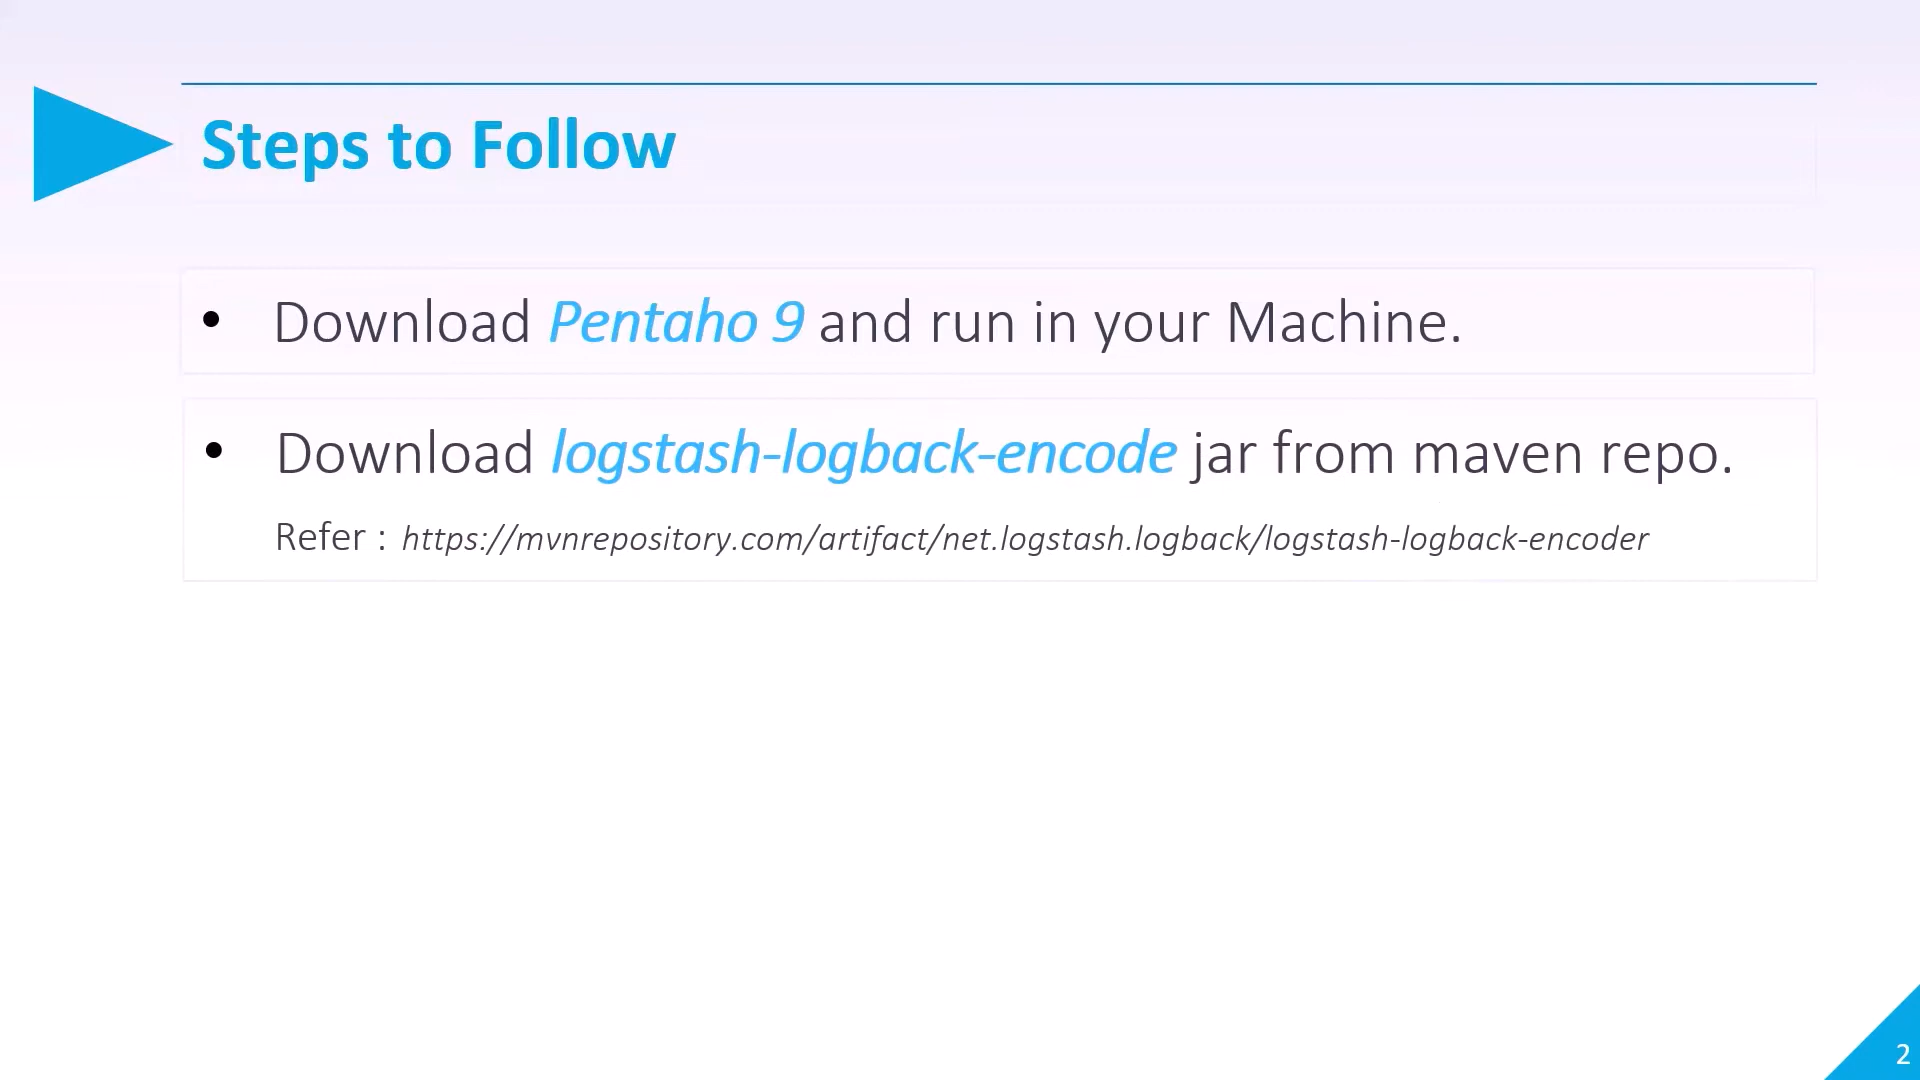 Steps to Follow
• Download Pentaho 9 and run in your Machine.
• Download logstash-logback-encode jar from maven repo.
Refer : https://mvnrepository.com/artifact/net.logstash.logback/logstash-logback-encoder
2